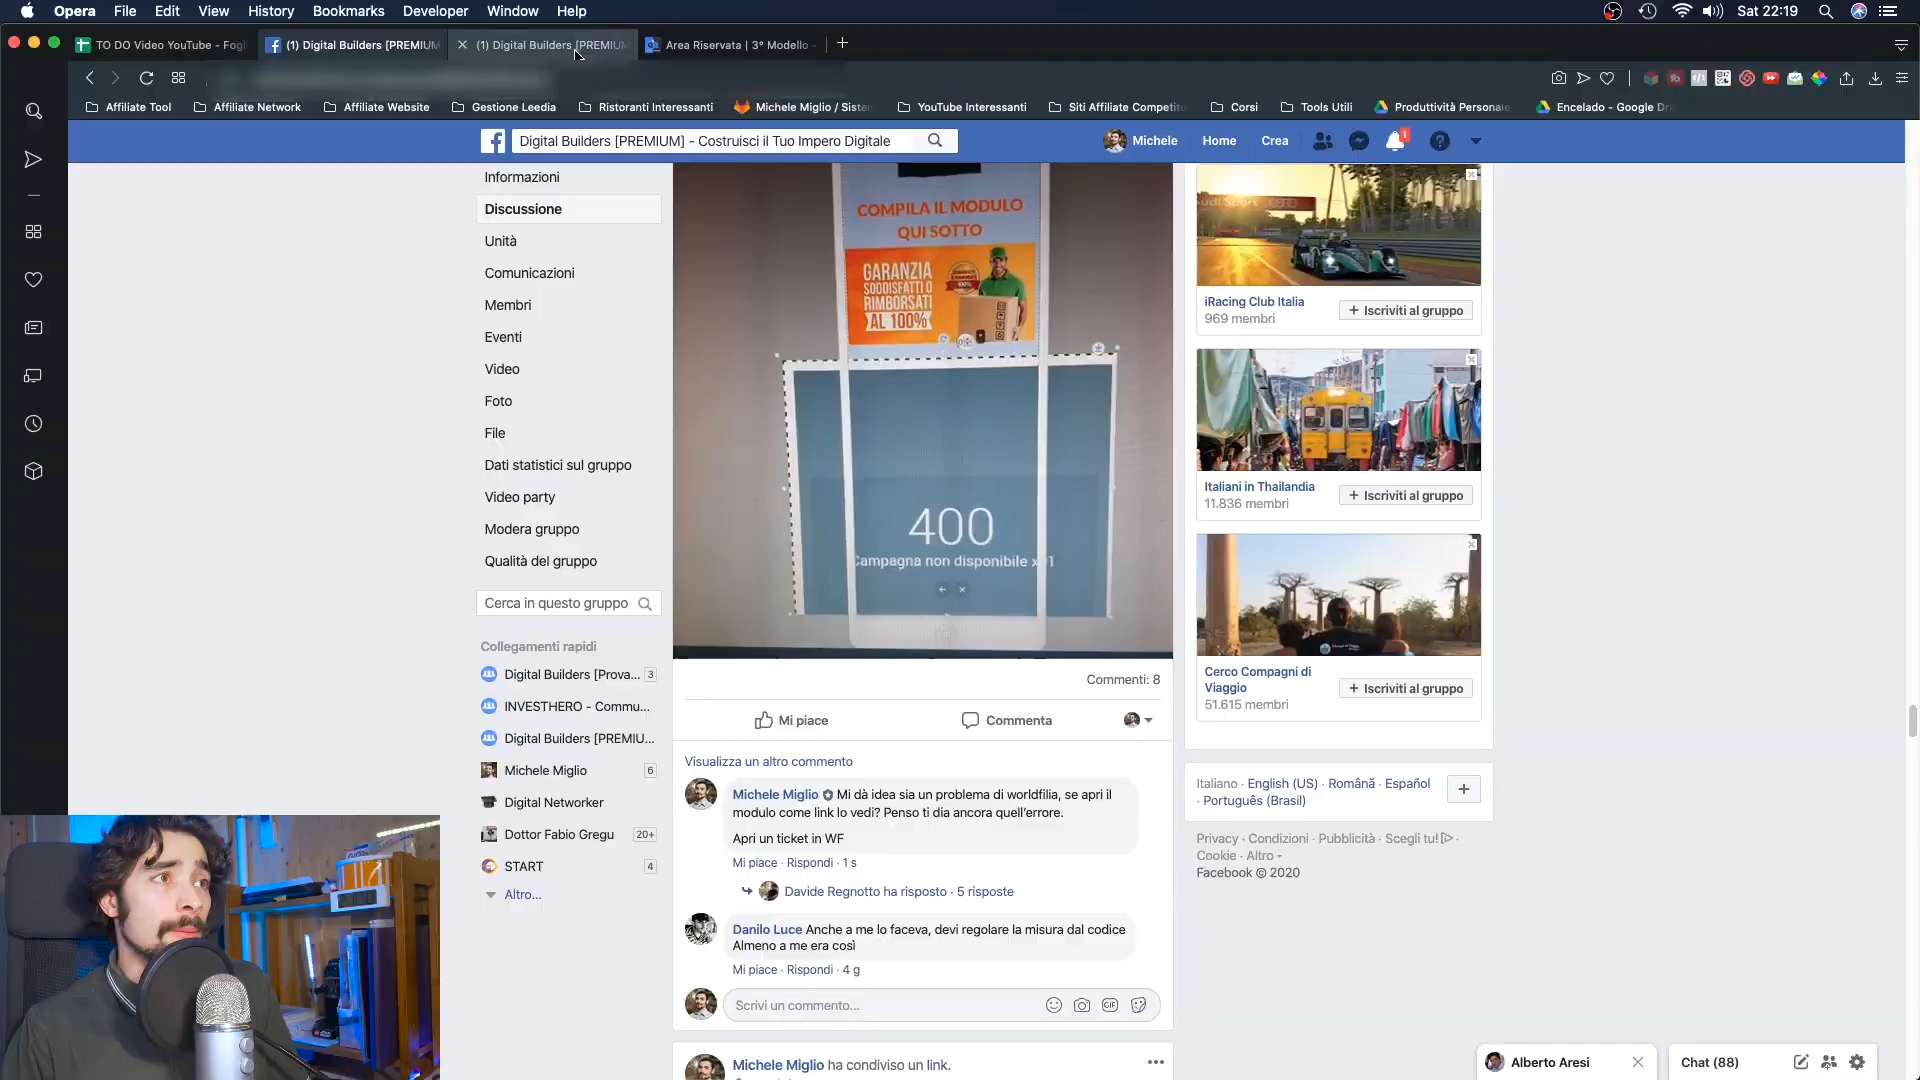 Opera File Edit View History Bookmarks Developer Window Help Sat 22:19
TO DO Video YouTube - Fogl (1) Digital Builders [PREMIUM (1) Digital Builders [PREMIUM Area Riservata | 3° Modello -
Affiliate Tool Affiliate Network Affiliate Website Gestione Leedia Ristoranti Interessanti Michele Miglio / Sistem YouTube Interessanti Siti Affiliate Competito Corsi Tools Utili Produttività Personale Encelado - Google Dri
Digital Builders [PREMIUM] - Costruisci il Tuo Impero Digitale Michele Home Crea 1
Informazioni
Discussione
Unità
Comunicazioni
Membri
Eventi
Video
Foto
File
Dati statistici sul gruppo
Video party
Modera gruppo
Qualità del gruppo
Cerca in questo gruppo
Collegamenti rapidi
Digital Builders [Prova... 3
INVESTHERO - Commu...
Digital Builders [PREMIU...
Michele Miglio 6
Digital Networker
Dottor Fabio Gregu 20+
START 4
Altro...
COMPILA IL MODULO
QUI SOTTO
GARANZIA
SODDISFATTI O
RIMBORSATI
AL 100%
400
Campagna non disponibile x01
Commenti: 8
Mi piace Commenta
Visualizza un altro commento
Michele Miglio Mi dà idea sia un problema di worldfilia, se apri il
modulo come link lo vedi? Penso ti dia ancora quell'errore.
Apri un ticket in WF
Mi piace · Rispondi · 1 s
Davide Regnotto ha risposto · 5 risposte
Danilo Luce Anche a me lo faceva, devi regolare la misura dal codice
Almeno a me era così
Mi piace · Rispondi · 4 g
Scrivi un commento...
GIF
Michele Miglio ha condiviso un link.
iRacing Club Italia
969 membri
+ Iscriviti al gruppo
Italiani in Thailandia
11.836 membri
+ Iscriviti al gruppo
Cerco Compagni di
Viaggio
51.615 membri
+ Iscriviti al gruppo
Italiano · English (US) · Română · Español
· Português (Brasil)
Privacy · Condizioni · Pubblicità · Scegli tu! ·
Cookie · Altro
Facebook © 2020
Alberto Aresi
Chat (88)